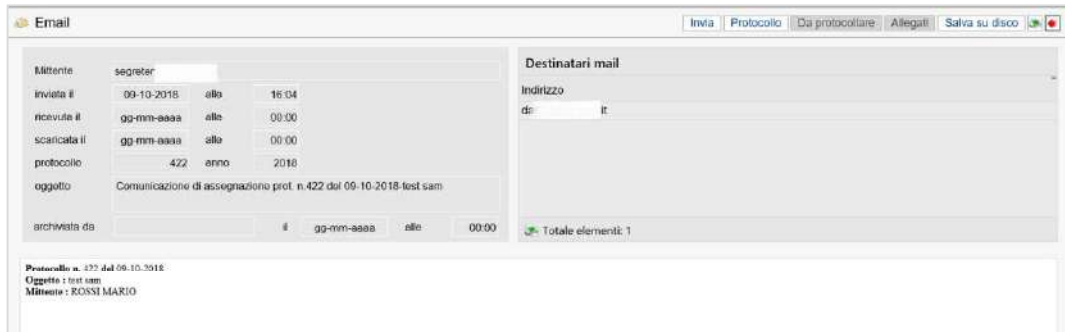 Email
Invia Protocollo Da protocollare Allegati Salva su disco
Mittente segreter
inviata il 09-10-2018 alle 16:04
ricevuta il gg-mm-aaaa alle 00:00
scaricata il gg-mm-aaaa alle 00:00
protocollo 422 anno 2018
oggetto Comunicazione di assegnazione prot. n.422 del 09-10-2018-test sam
archiviata da il gg-mm-aaaa alle 00:00
Destinatari mail
Indirizzo
da it
Totale elementi: 1
Protocollo n. 422 del 09-10-2018
Oggetto : test sam
Mittente : ROSSI MARIO